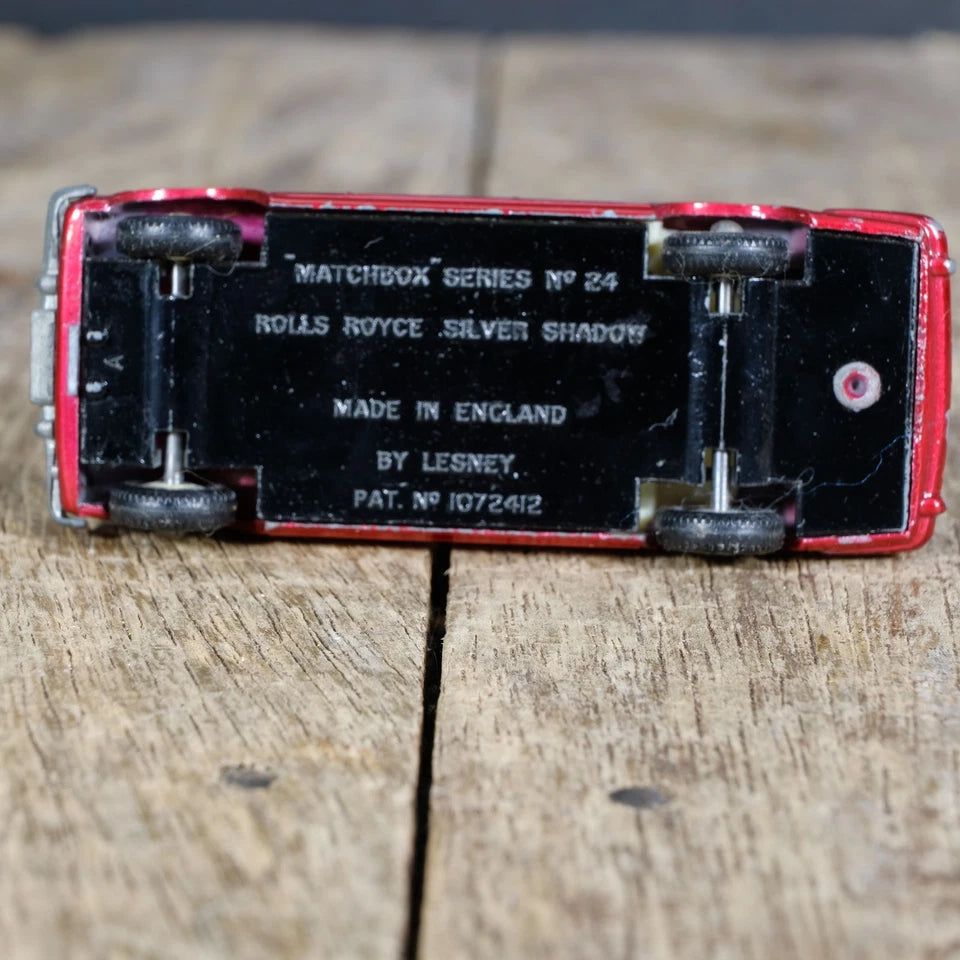 "MATCHBOX" SERIES Nº 24
ROLLS ROYCE SILVER SHADOW
MADE IN ENGLAND
BY LESNEY
PAT. Nº 1072412
A